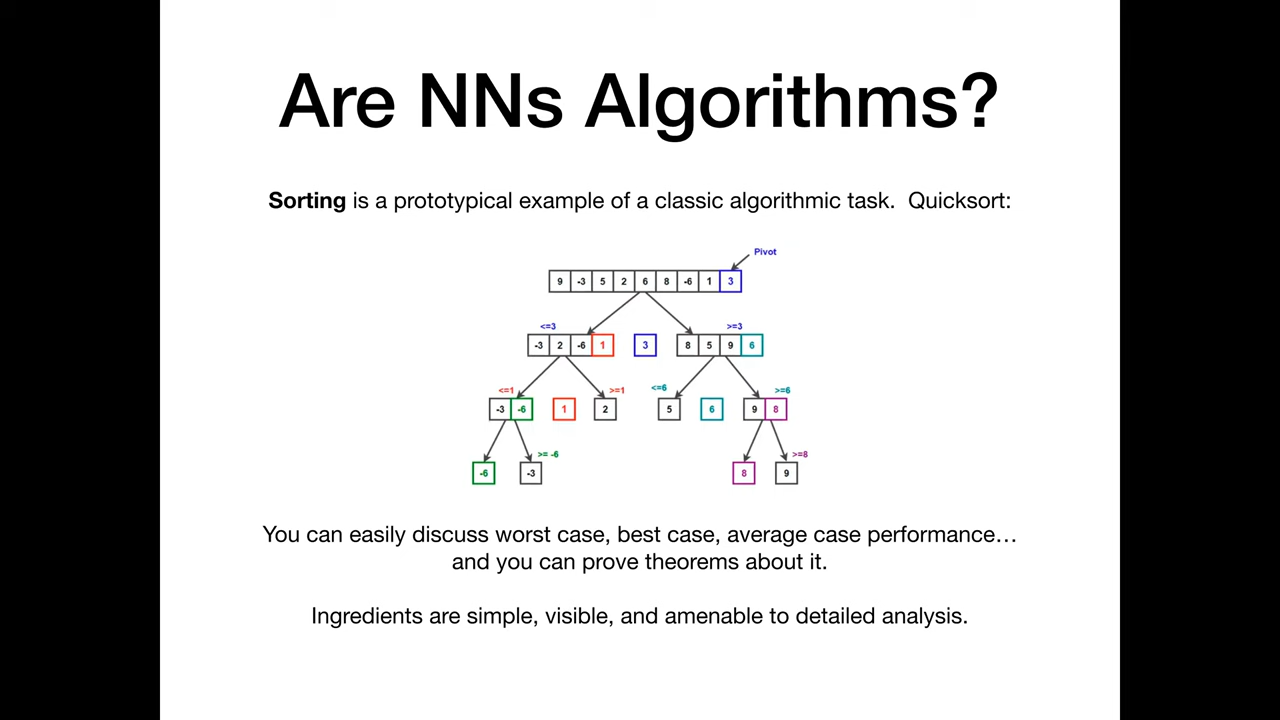 Are NNs Algorithms?
Sorting is a prototypical example of a classic algorithmic task.  Quicksort:
Pivot
9 -3 5 2 6 8 -6 1 3
<=3 >=3
-3 2 -6 1 3 8 5 9 6
<=1 >=1 <=6 >=6
-3 -6 1 2 5 6 9 8
>= -6 >=8
-6 -3 8 9
You can easily discuss worst case, best case, average case performance…
and you can prove theorems about it.
Ingredients are simple, visible, and amenable to detailed analysis.